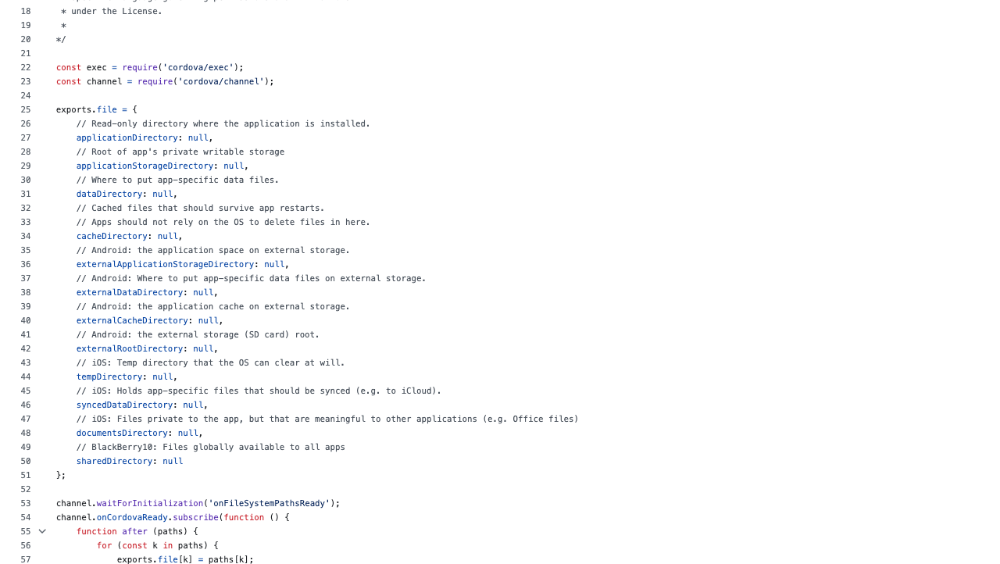 18 * under the License.
19 *
20 */
21
22 const exec = require('cordova/exec');
23 const channel = require('cordova/channel');
24
25 exports.file = {
26 // Read-only directory where the application is installed.
27 applicationDirectory: null,
28 // Root of app's private writable storage
29 applicationStorageDirectory: null,
30 // Where to put app-specific data files.
31 dataDirectory: null,
32 // Cached files that should survive app restarts.
33 // Apps should not rely on the OS to delete files in here.
34 cacheDirectory: null,
35 // Android: the application space on external storage.
36 externalApplicationStorageDirectory: null,
37 // Android: Where to put app-specific data files on external storage.
38 externalDataDirectory: null,
39 // Android: the application cache on external storage.
40 externalCacheDirectory: null,
41 // Android: the external storage (SD card) root.
42 externalRootDirectory: null,
43 // iOS: Temp directory that the OS can clear at will.
44 tempDirectory: null,
45 // iOS: Holds app-specific files that should be synced (e.g. to iCloud).
46 syncedDataDirectory: null,
47 // iOS: Files private to the app, but that are meaningful to other applications (e.g. Office files)
48 documentsDirectory: null,
49 // BlackBerry10: Files globally available to all apps
50 sharedDirectory: null
51 };
52
53 channel.waitForInitialization('onFileSystemPathsReady');
54 channel.onCordovaReady.subscribe(function () {
55 function after (paths) {
56 for (const k in paths) {
57 exports.file[k] = paths[k];